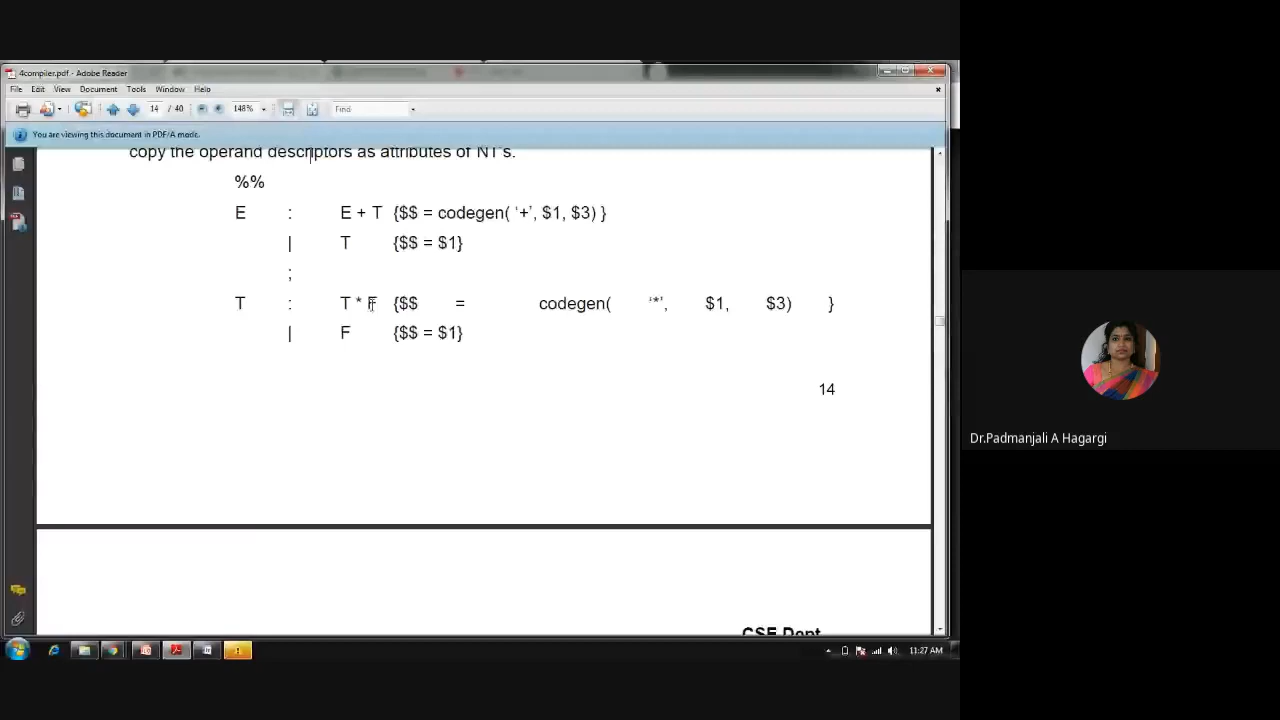 4compiler.pdf - Adobe Reader
File Edit View Document Tools Window Help
14 / 40 148% Find
You are viewing this document in PDF/A mode.
copy the operand descriptors as attributes of NT's.
%%
E : E + T {$$ = codegen( ‘+’, $1, $3) }
| T {$$ = $1}
;
T : T * F {$$ = codegen( ‘*’, $1, $3) }
| F {$$ = $1}
14
CSE Dept
Dr.Padmanjali A Hagargi
11:27 AM